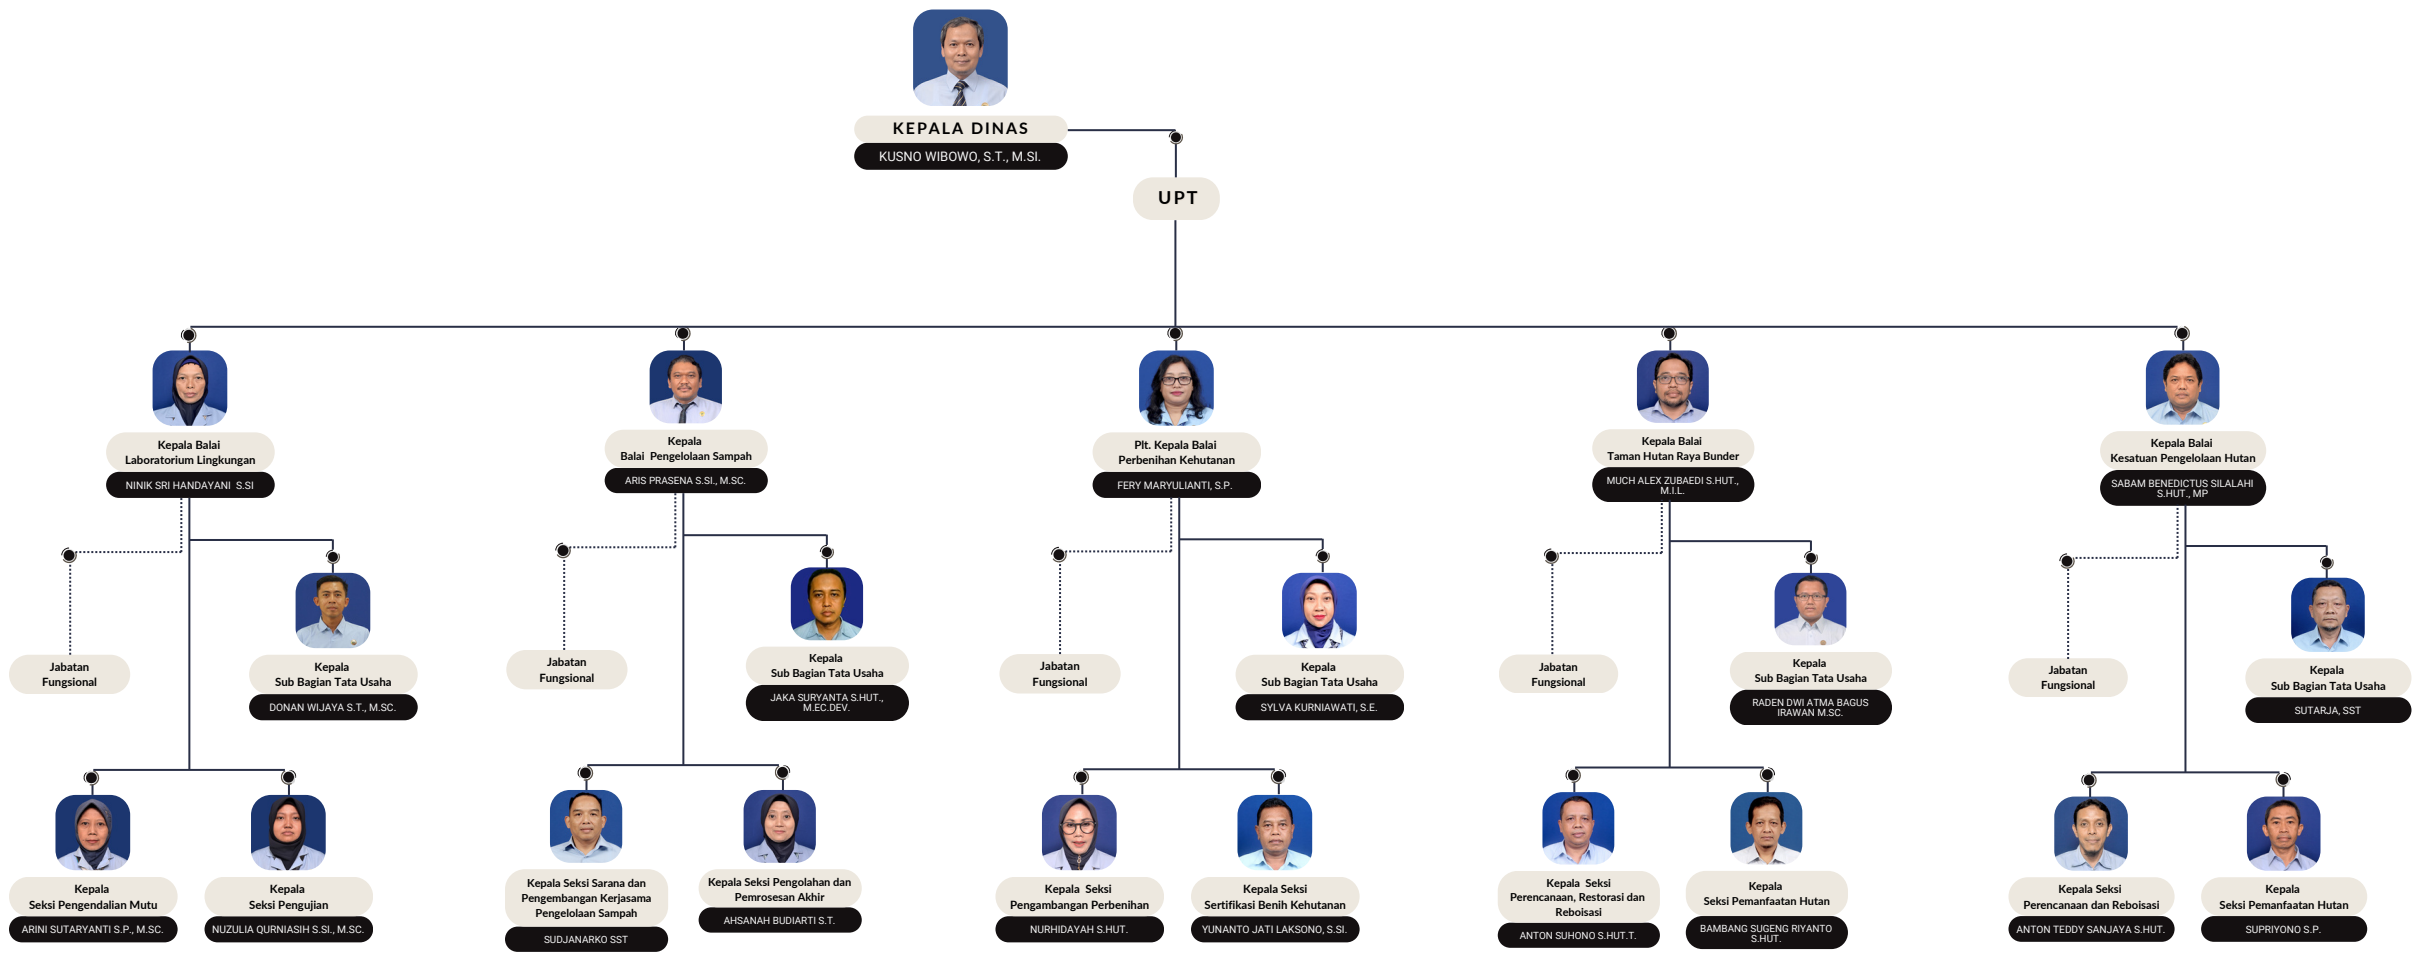 KEPALA DINAS
KUSNO WIBOWO, S.T., M.SI.
UPT
Kepala Balai
Laboratorium Lingkungan
NINIK SRI HANDAYANI S.SI
Kepala
Balai Pengelolaan Sampah
ARIS PRASENA S.SI., M.SC.
Plt. Kepala Balai
Perbenihan Kehutanan
FERY MARYULIANTI, S.P.
Kepala Balai
Taman Hutan Raya Bunder
MUCH ALEX ZUBAEDI S.HUT.,
M.I.L.
Kepala Balai
Kesatuan Pengelolaan Hutan
SABAM BENEDICTUS SILALAHI
S.HUT., MP
Jabatan
Fungsional
Kepala
Sub Bagian Tata Usaha
DONAN WIJAYA S.T., M.SC.
Jabatan
Fungsional
Kepala
Sub Bagian Tata Usaha
JAKA SURYANTA S.HUT.,
M.EC.DEV.
Jabatan
Fungsional
Kepala
Sub Bagian Tata Usaha
SYLVA KURNIAWATI, S.E.
Jabatan
Fungsional
Kepala
Sub Bagian Tata Usaha
RADEN DWI ATMA BAGUS
IRAWAN M.SC.
Jabatan
Fungsional
Kepala
Sub Bagian Tata Usaha
SUTARJA, SST
Kepala
Seksi Pengendalian Mutu
ARINI SUTARYANTI S.P., M.SC.
Kepala
Seksi Pengujian
NUZULIA QURNIASIH S.SI., M.SC.
Kepala Seksi Sarana dan
Pengembangan Kerjasama
Pengelolaan Sampah
SUDJANARKO SST
Kepala Seksi Pengolahan dan
Pemrosesan Akhir
AHSANAH BUDIARTI S.T.
Kepala Seksi
Pengambangan Perbenihan
NURHIDAYAH S.HUT.
Kepala Seksi
Sertifikasi Benih Kehutanan
YUNANTO JATI LAKSONO, S.SI.
Kepala Seksi
Perencanaan, Restorasi dan
Reboisasi
ANTON SUHONO S.HUT.T.
Kepala
Seksi Pemanfaatan Hutan
BAMBANG SUGENG RIYANTO
S.HUT.
Kepala Seksi
Perencanaan dan Reboisasi
ANTON TEDDY SANJAYA S.HUT.
Kepala
Seksi Pemanfaatan Hutan
SUPRIYONO S.P.